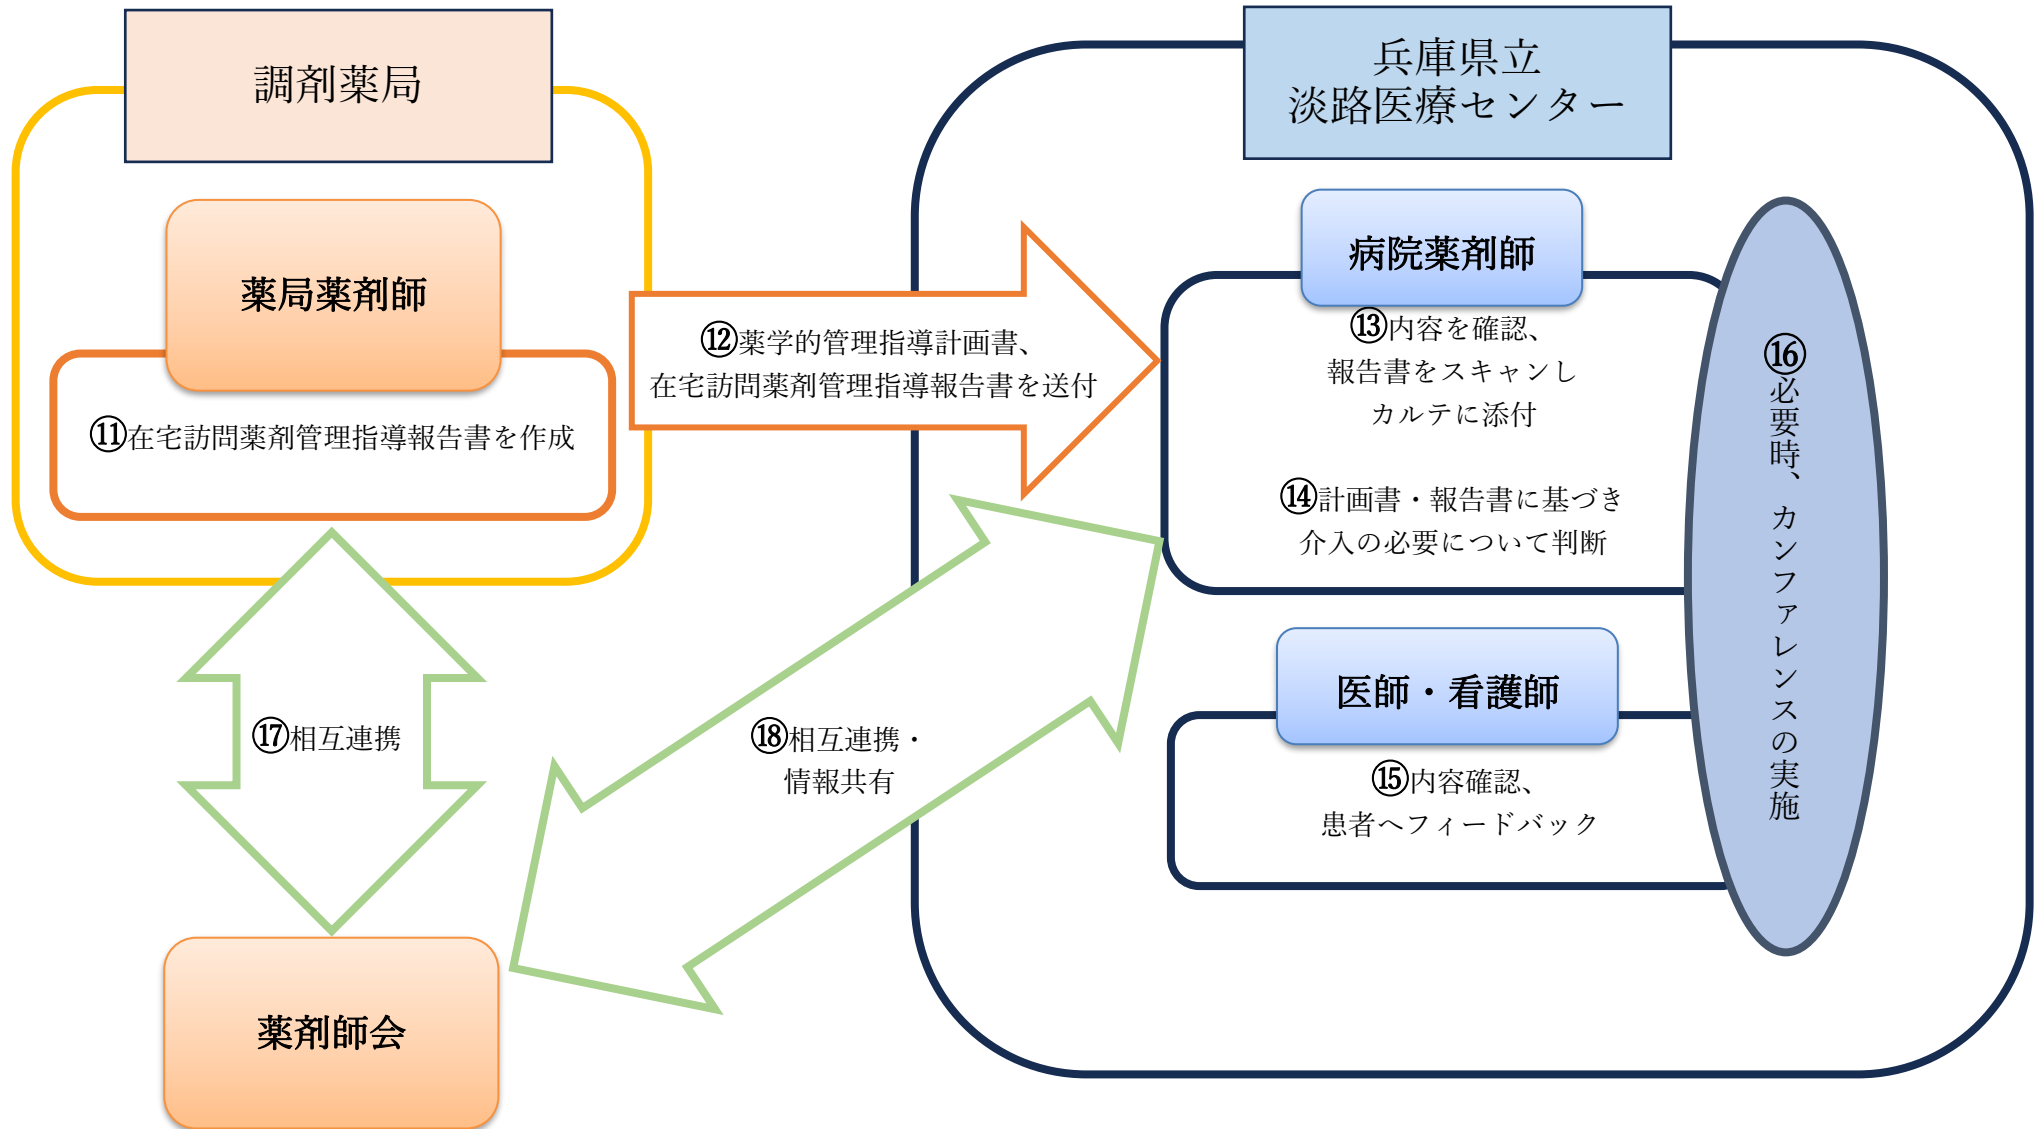 調剤薬局
薬局薬剤師
⑪在宅訪問薬剤管理指導報告書を作成
⑫薬学的管理指導計画書、
在宅訪問薬剤管理指導報告書を送付
兵庫県立
淡路医療センター
病院薬剤師
⑬内容を確認、
報告書をスキャンし
カルテに添付
⑭計画書・報告書に基づき
介入の必要について判断
医師・看護師
⑮内容確認、
患者へフィードバック
⑯必要時、カンファレンスの実施
⑰相互連携
⑱相互連携・
情報共有
薬剤師会